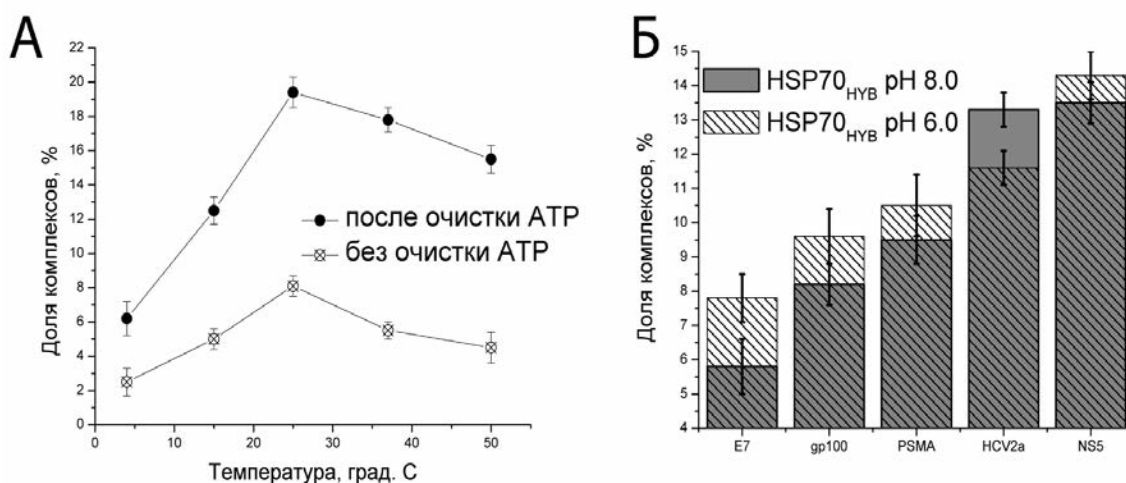 А
Доля комплексов, %
22
20
18
16
14
12
10
8
6
4
2
0
после очистки АТР
без очистки АТР
0
10
20
30
40
50
Температура, град. С
Б
Доля комплексов, %
15
14
13
12
11
10
9
8
7
6
5
4
HSP70HYB pH 8.0
HSP70HYB pH 6.0
E7
gp100
PSMA
HCV2a
NS5